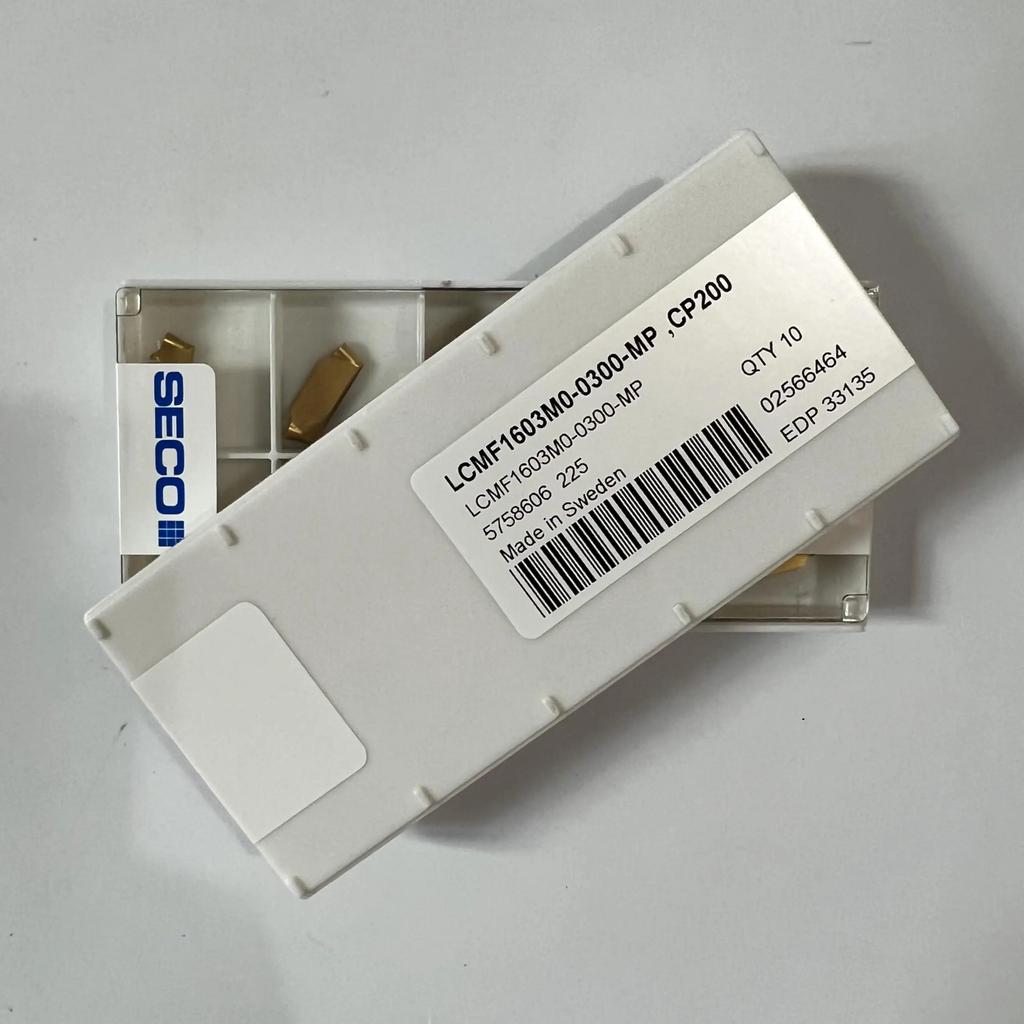 SECO
LCMF1603M0-0300-MP ,CP200
LCMF1603M0-0300-MP
5758606 225
Made in Sweden
QTY 10
02566464
EDP 33135